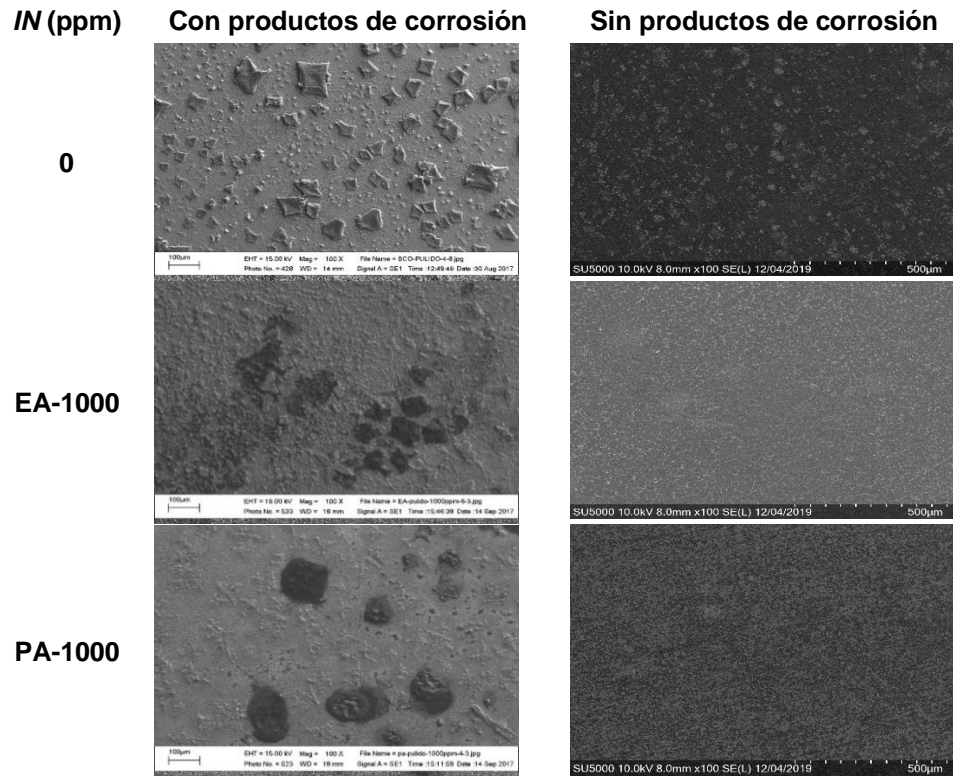 IN (ppm) Con productos de corrosión Sin productos de corrosión
0
100µm
EHT = 15.00 kV Mag = 100 X File Name = BCO-PULIDO-4-8.jpg
Photo No. = 428 WD = 14 mm Signal A = SE1 Time :12:49:49 Date :30 Aug 2017
SU5000 10.0kV 8.0mm x100 SE(L) 12/04/2019 500µm
EA-1000
100µm
EHT = 15.00 kV Mag = 100 X File Name = EA-pulido-1000ppm-5-3.jpg
Photo No. = 533 WD = 18 mm Signal A = SE1 Time :15:46:39 Date :14 Sep 2017
SU5000 10.0kV 8.0mm x100 SE(L) 12/04/2019 500µm
PA-1000
100µm
EHT = 15.00 kV Mag = 100 X File Name = pa-pulido-1000ppm-4-3.jpg
Photo No. = 523 WD = 18 mm Signal A = SE1 Time :15:11:59 Date :14 Sep 2017
SU5000 10.0kV 8.0mm x100 SE(L) 12/04/2019 500µm